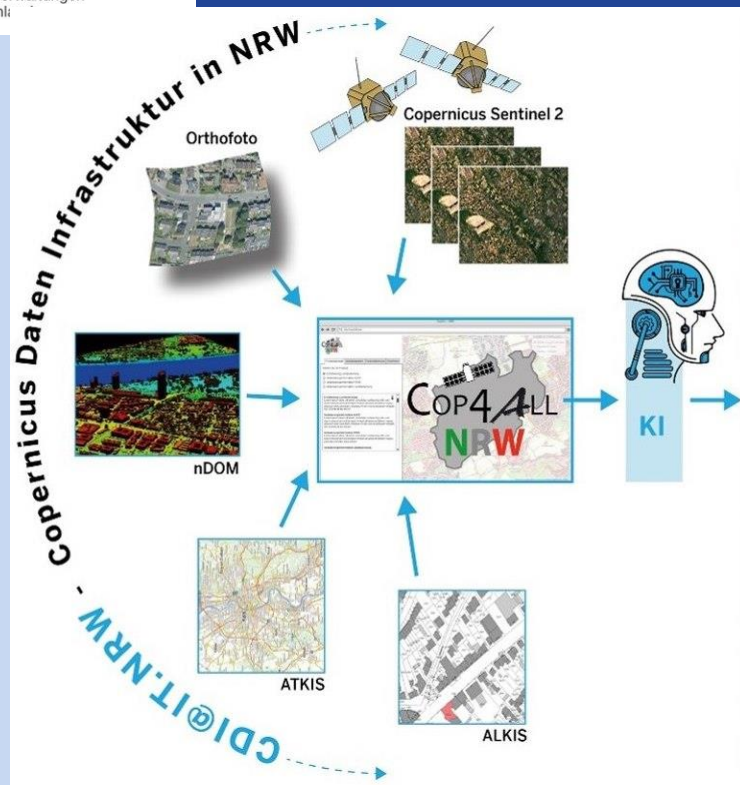 Copernicus Daten Infrastruktur in NRW -
CDI@IT.NRW
Orthofoto
Copernicus Sentinel 2
nDOM
COP4ALL
NRW
KI
ATKIS
ALKIS